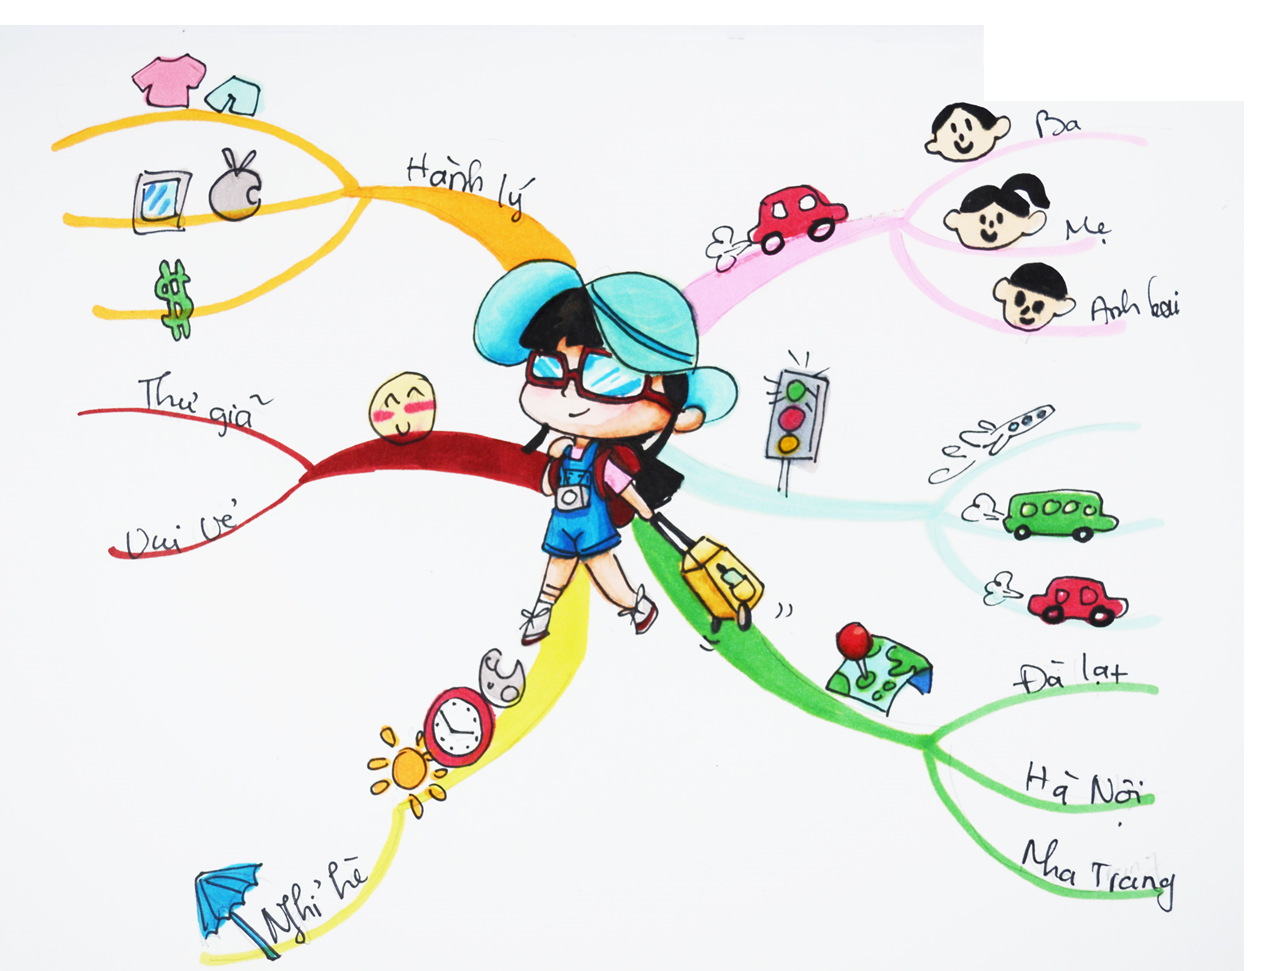 Hành lý
Ba
Mẹ
Anh hai
Thư giãn
Vui vẻ
Đà lạt
Hà Nội
Nha Trang
Nghỉ hè